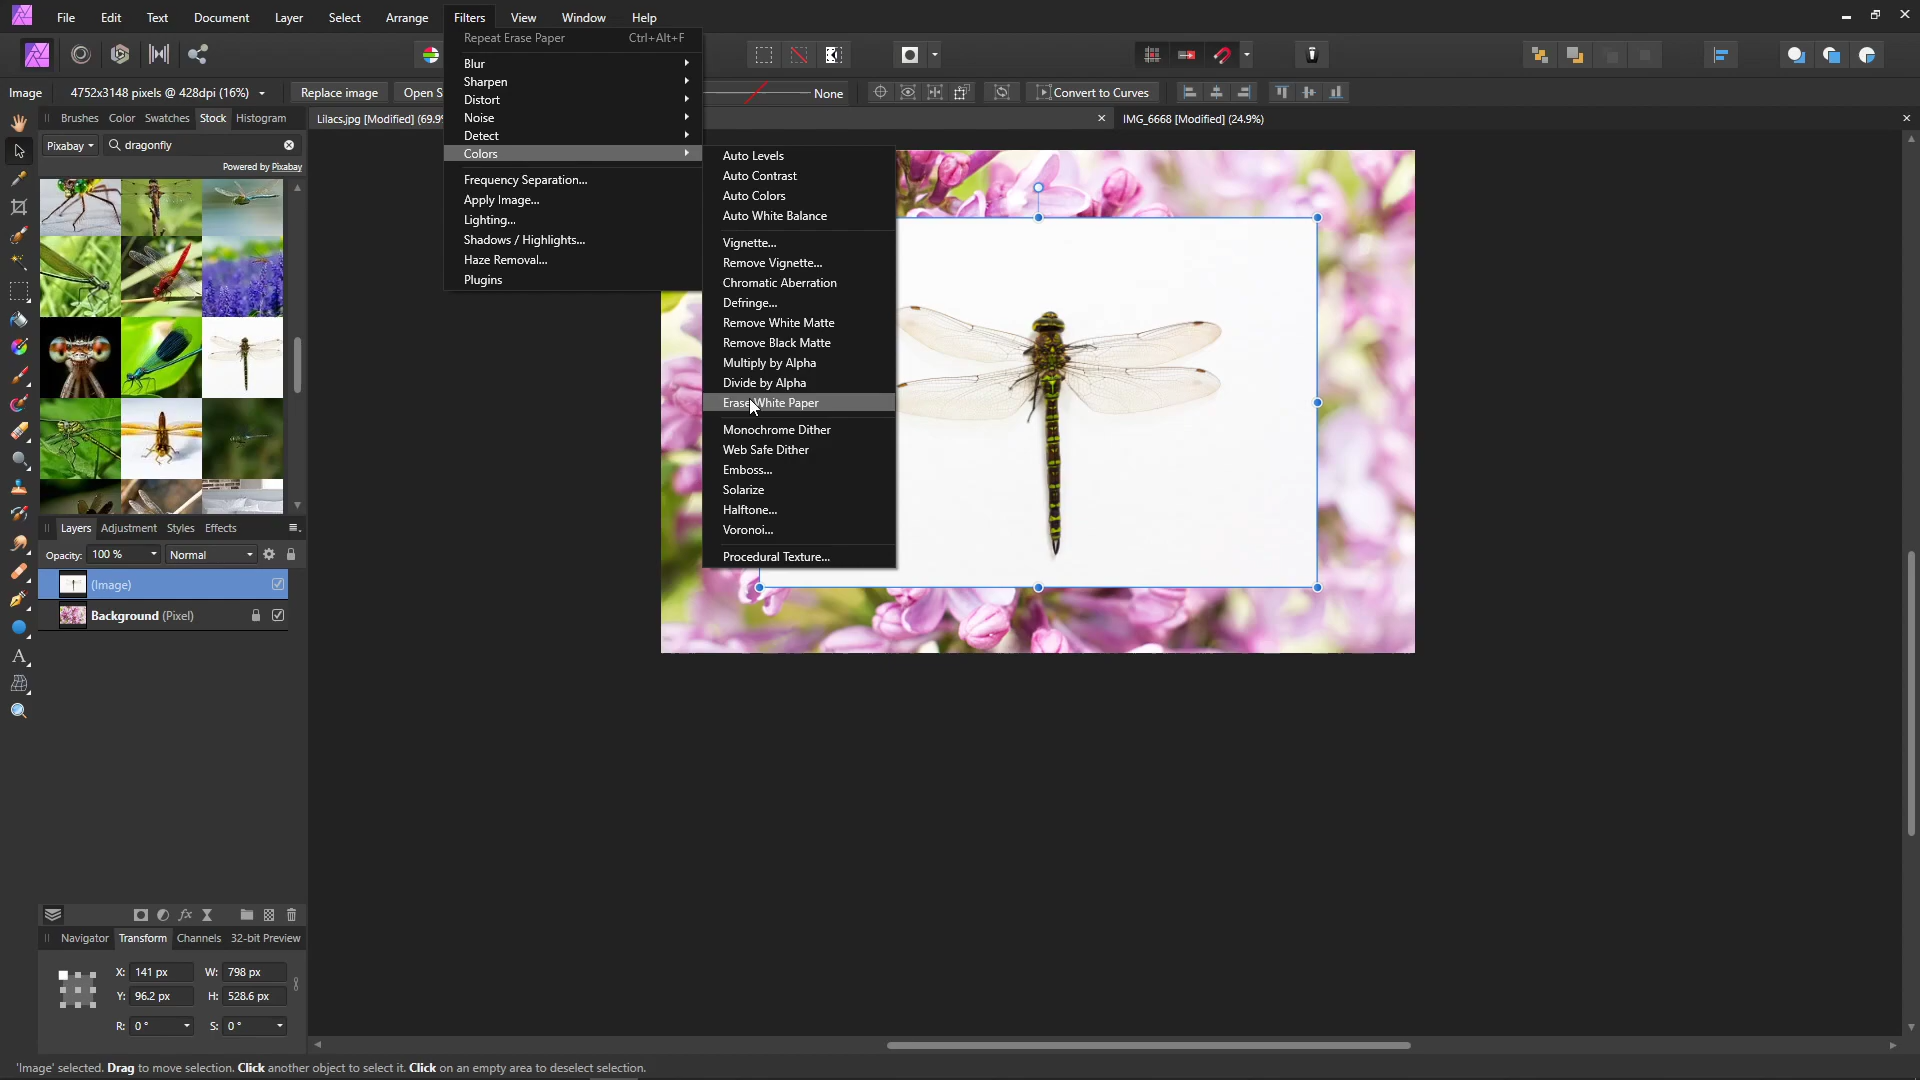 File Edit Text Document Layer Select Arrange Filters View Window Help
Repeat Erase Paper Ctrl+Alt+F
Blur
Sharpen
Distort
Noise
Detect
Colors
Frequency Separation...
Apply Image...
Lighting...
Shadows / Highlights...
Haze Removal...
Plugins
Auto Levels
Auto Contrast
Auto Colors
Auto White Balance
Vignette...
Remove Vignette...
Chromatic Aberration
Defringe...
Remove White Matte
Remove Black Matte
Multiply by Alpha
Divide by Alpha
Erase White Paper
Monochrome Dither
Web Safe Dither
Emboss...
Solarize
Halftone...
Voronoi...
Procedural Texture...
Image 4752x3148 pixels @ 428dpi (16%) Replace image Open S None Convert to Curves
Brushes Color Swatches Stock Histogram Lilacs.jpg [Modified] (69.9% IMG_6668 [Modified] (24.9%)
Pixabay dragonfly
Powered by Pixabay
Layers Adjustment Styles Effects
Opacity: 100 % Normal
(Image)
Background (Pixel)
Navigator Transform Channels 32-bit Preview
X: 141 px W: 798 px
Y: 96.2 px H: 528.6 px
R: 0 ° S: 0 °
'Image' selected. Drag to move selection. Click another object to select it. Click on an empty area to deselect selection.